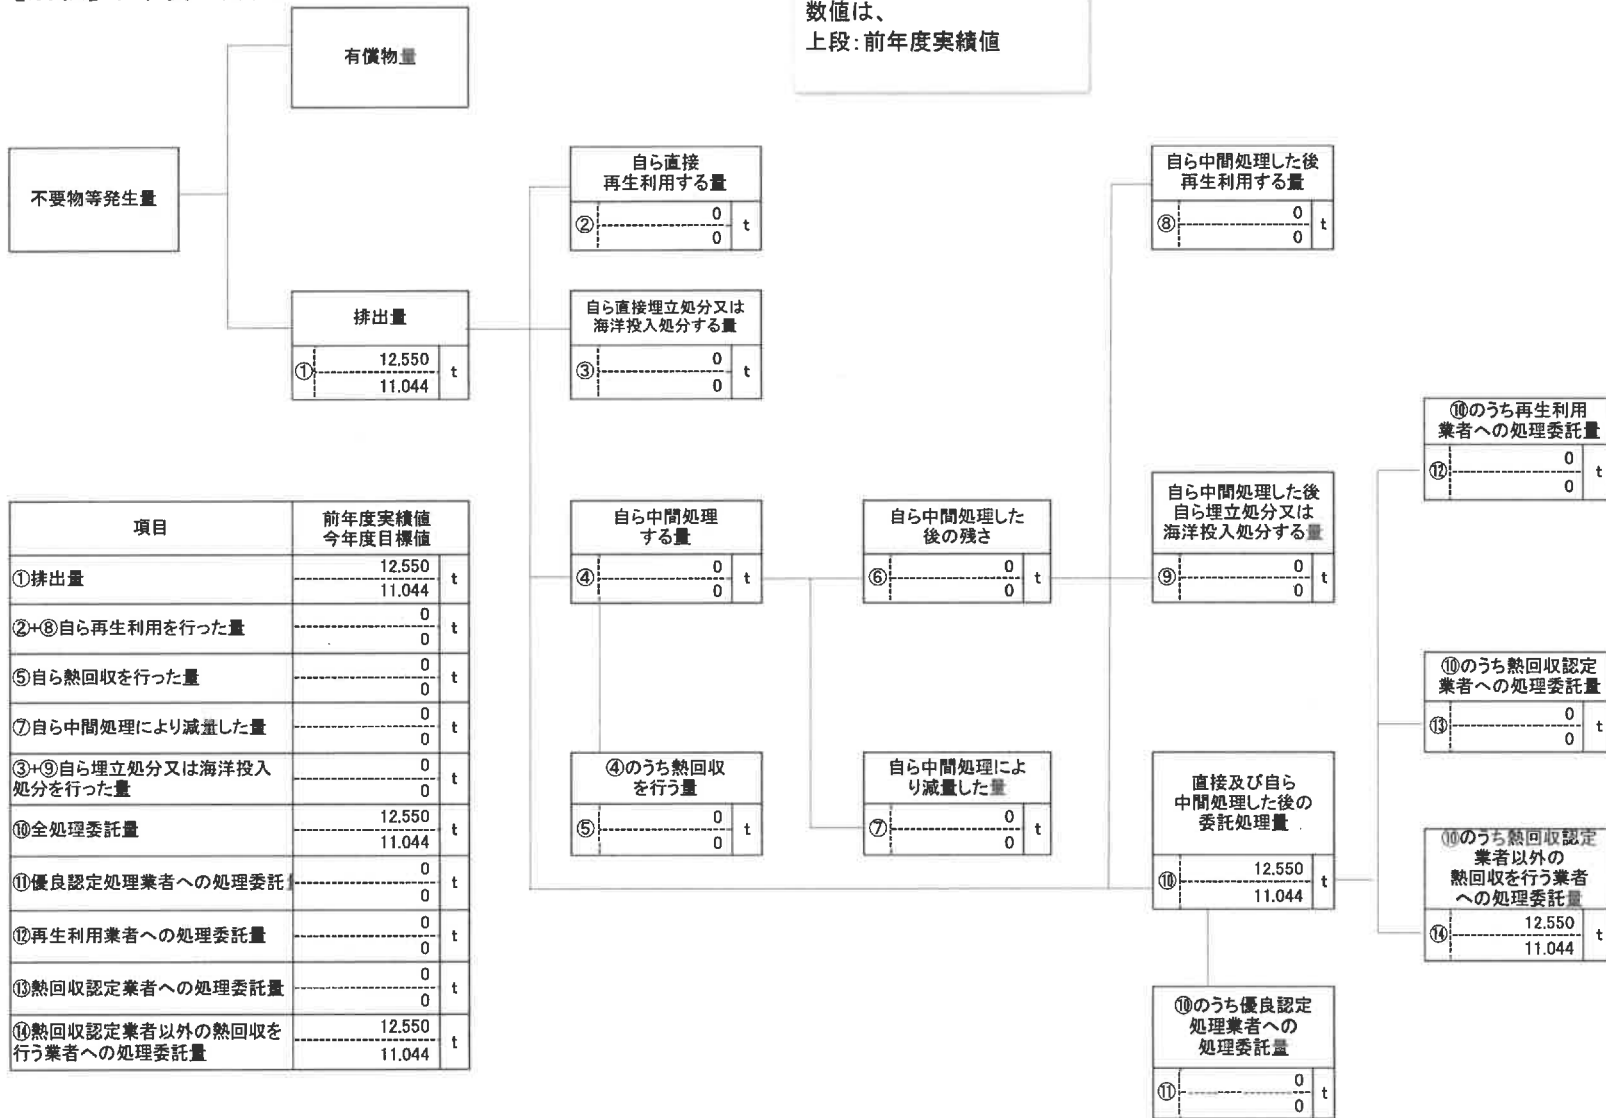 数値は、
上段:前年度実績値
有償物量
不要物等発生量
排出量
① 12.550 t
11.044
自ら直接
再生利用する量
② 0 t
0
自ら直接埋立処分又は
海洋投入処分する量
③ 0 t
0
自ら中間処理した後
再生利用する量
⑧ 0 t
0
自ら中間処理
する量
④ 0 t
0
自ら中間処理した
後の残さ
⑥ 0 t
0
自ら中間処理した後
自ら埋立処分又は
海洋投入処分する量
⑨ 0 t
0
④のうち熱回収
を行う量
⑤ 0 t
0
自ら中間処理によ
り減量した量
⑦ 0 t
0
直接及び自ら
中間処理した後の
委託処理量
⑩ 12.550 t
11.044
⑩のうち優良認定
処理業者への
処理委託量
⑪ 0 t
0
⑩のうち再生利用
業者への処理委託量
⑫ 0 t
0
⑩のうち熱回収認定
業者への処理委託量
⑬ 0 t
0
⑩のうち熱回収認定
業者以外の
熱回収を行う業者
への処理委託量
⑭ 12.550 t
11.044
項目 前年度実績値
今年度目標値
①排出量 12.550 t
11.044
②+⑧自ら再生利用を行った量 0 t
0
⑤自ら熱回収を行った量 0 t
0
⑦自ら中間処理により減量した量 0 t
0
③+⑨自ら埋立処分又は海洋投入
処分を行った量 0 t
0
⑩全処理委託量 12.550 t
11.044
⑪優良認定処理業者への処理委託 0 t
0
⑫再生利用業者への処理委託量 0 t
0
⑬熱回収認定業者への処理委託量 0 t
0
⑭熱回収認定業者以外の熱回収を
行う業者への処理委託量 12.550 t
11.044